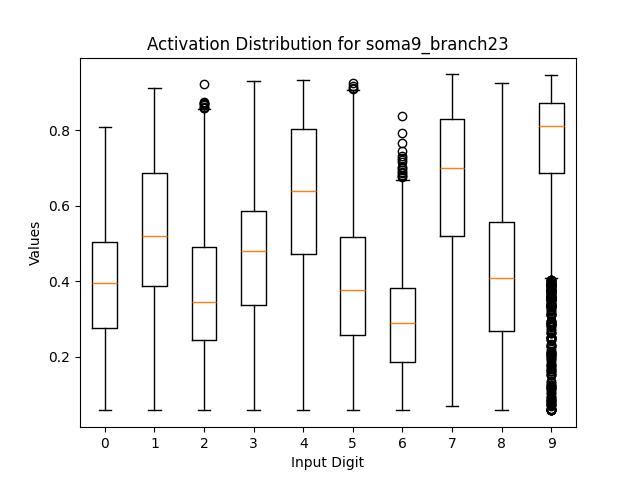 Activation Distribution for soma9_branch23
Values
0.8
0.6
0.4
0.2
0 1 2 3 4 5 6 7 8 9
Input Digit